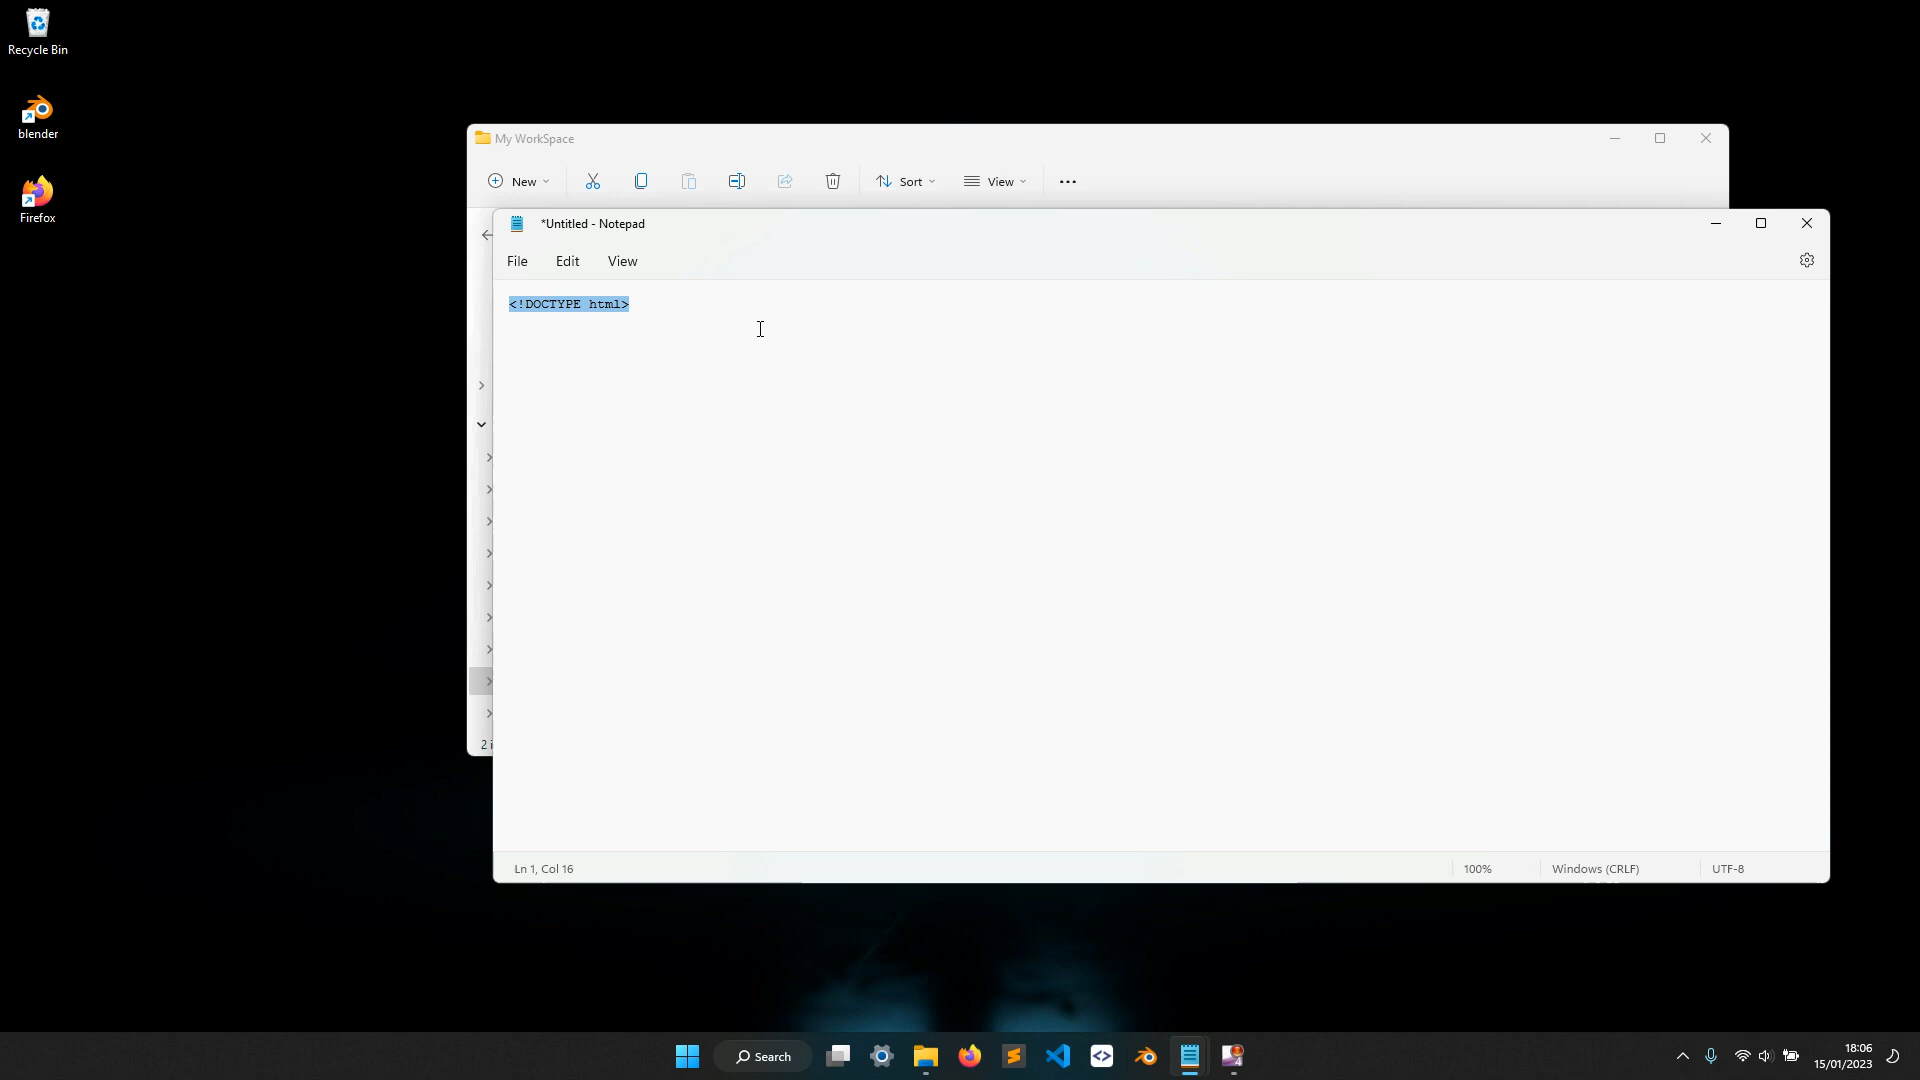 Recycle Bin
blender
Firefox
My WorkSpace
New
Sort
View
*Untitled - Notepad
File
Edit
View
<!DOCTYPE html>
2 i
Ln 1, Col 16
100%
Windows (CRLF)
UTF-8
Search
18:06
15/01/2023